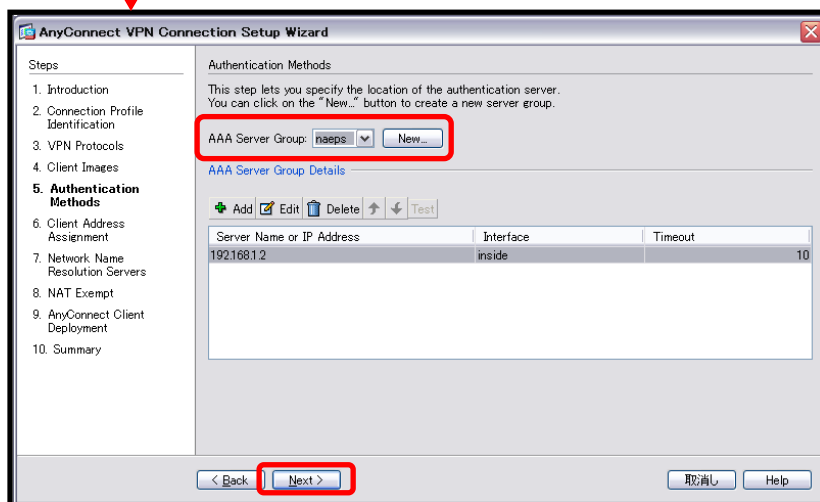 AnyConnect VPN Connection Setup Wizard
Steps
1. Introduction
2. Connection Profile
Identification
3. VPN Protocols
4. Client Images
5. Authentication
Methods
6. Client Address
Assignment
7. Network Name
Resolution Servers
8. NAT Exempt
9. AnyConnect Client
Deployment
10. Summary
Authentication Methods
This step lets you specify the location of the authentication server.
You can click on the "New..." button to create a new server group.
AAA Server Group: naeps New...
AAA Server Group Details
Add Edit Delete Test
Server Name or IP Address Interface Timeout
192.168.1.2 inside 10
< Back Next > 取消し Help